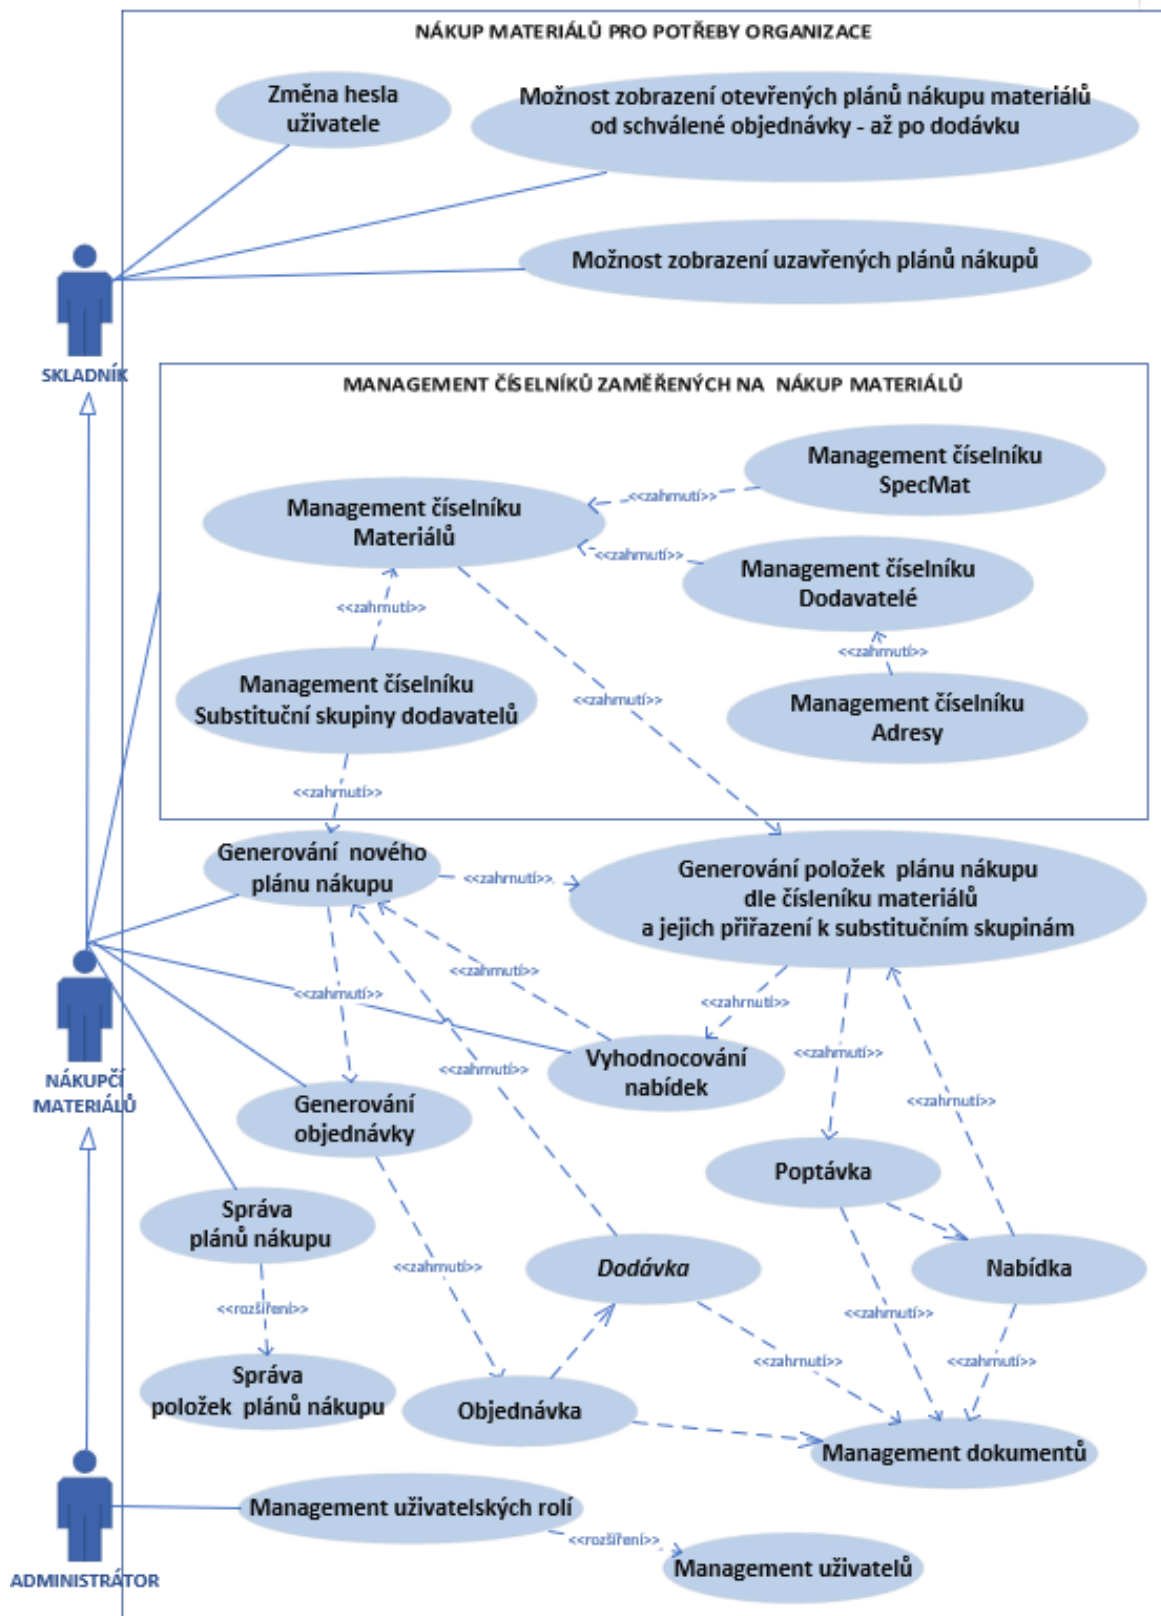 NÁKUP MATERIÁLŮ PRO POTŘEBY ORGANIZACE
Změna hesla
uživatele
Možnost zobrazení otevřených plánů nákupu materiálů
od schválené objednávky - až po dodávku
Možnost zobrazení uzavřených plánů nákupů
SKLADNÍK
MANAGEMENT ČÍSELNÍKŮ ZAMĚŘENÝCH NA NÁKUP MATERIÁLŮ
Management číselníku
SpecMat
<<zahrnutí>>
Management číselníku
Materiálů
<<zahrnutí>>
Management číselníku
Dodavatelé
<<zahrnutí>>
<<zahrnutí>>
Management číselníku
Substituční skupiny dodavatelů
<<zahrnutí>>
Management číselníku
Adresy
<<zahrnutí>>
Generování nového
plánu nákupu
<<zahrnutí>>
Generování položek plánu nákupu
dle čísleníku materiálů
a jejich přiřazení k substitučním skupinám
<<zahrnutí>>
<<zahrnutí>>
<<zahrnutí>>
Vyhodnocování
nabídek
<<zahrnutí>>
<<zahrnutí>>
<<zahrnutí>>
NÁKUPČÍ
MATERIÁLŮ
Generování
objednávky
Poptávka
Správa
plánů nákupu
<<zahrnutí>>
Dodávka
Nabídka
<<rozšíření>>
<<zahrnutí>>
<<zahrnutí>>
<<zahrnutí>>
Správa
položek plánů nákupu
Objednávka
Management dokumentů
Management uživatelských rolí
<<rozšíření>>
Management uživatelů
ADMINISTRÁTOR